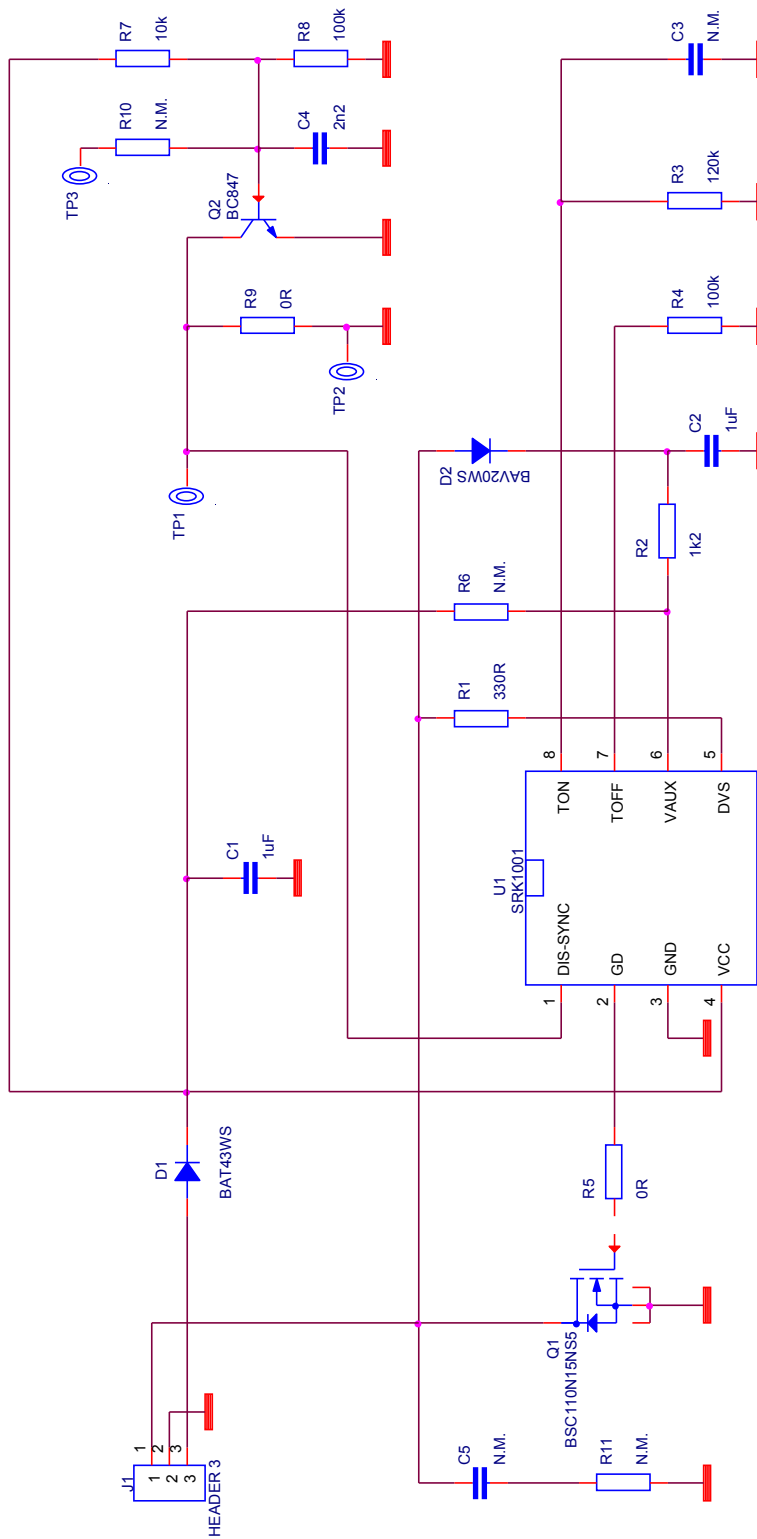 R7
10k
R8
100k
R10
N.M.
C4
2n2
TP3
Q2
BC847
R9
0R
TP2
TP1
C3
N.M.
R3
120k
R4
100k
C2
1uF
D2
BAV20WS
R2
1k2
R6
N.M.
R1
330R
C1
1uF
8
7
6
5
TON
TOFF
VAUX
DVS
U1
SRK1001
DIS-SYNC
GD
GND
VCC
1
2
3
4
D1
BAT43WS
R5
0R
Q1
BSC110N15NS5
J1
1
2
3
1
2
3
HEADER 3
C5
N.M.
R11
N.M.